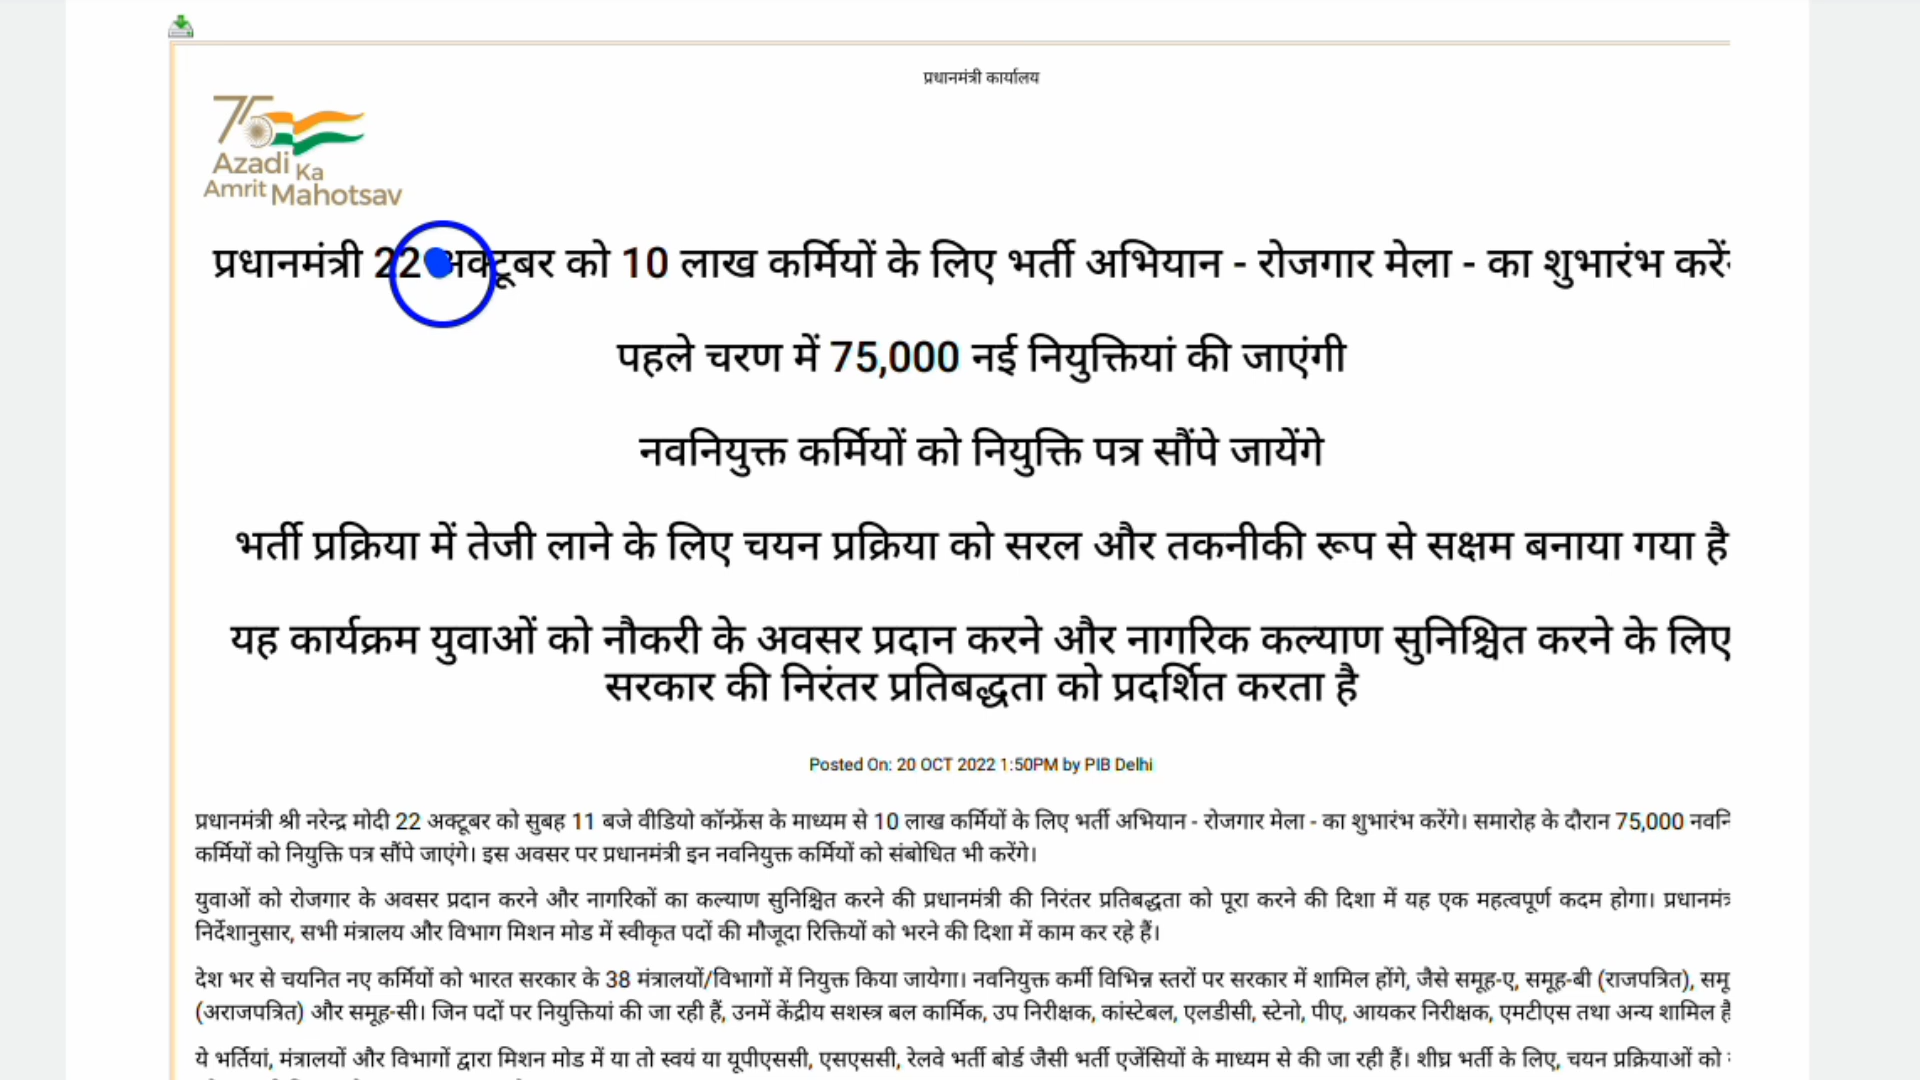 प्रधानमंत्री कार्यालय
75
Azadi Ka
Amrit Mahotsav
प्रधानमंत्री 22 अक्टूबर को 10 लाख कर्मियों के लिए भर्ती अभियान - रोजगार मेला - का शुभारंभ
पहले चरण में 75,000 नई नियुक्तियां की जाएंगी
नवनियुक्त कर्मियों को नियुक्ति पत्र सौंपे जायेंगे
भर्ती प्रक्रिया में तेजी लाने के लिए चयन प्रक्रिया को सरल और तकनीकी रूप से सक्षम बनाया गया है
यह कार्यक्रम युवाओं को नौकरी के अवसर प्रदान करने और नागरिक कल्याण सुनिश्चित करने के लिए
सरकार की निरंतर प्रतिबद्धता को प्रदर्शित करता है
Posted On: 20 OCT 2022 1:50PM by PIB Delhi
प्रधानमंत्री श्री नरेन्द्र मोदी 22 अक्टूबर को सुबह 11 बजे वीडियो कॉन्फ्रेंस के माध्यम से 10 लाख कर्मियों के लिए भर्ती अभियान - रोजगार मेला - का शुभारंभ करेंगे। समारोह के दौरान 75,000
कर्मियों को नियुक्ति पत्र सौंपे जाएंगे। इस अवसर पर प्रधानमंत्री इन नवनियुक्त कर्मियों को संबोधित भी करेंगे।
युवाओं को रोजगार के अवसर प्रदान करने और नागरिकों का कल्याण सुनिश्चित करने की प्रधानमंत्री की निरंतर प्रतिबद्धता को पूरा करने की दिशा में यह एक महत्वपूर्ण कदम होगा।
निर्देशानुसार, सभी मंत्रालय और विभाग मिशन मोड में स्वीकृत पदों की मौजूदा रिक्तियों को भरने की दिशा में काम कर रहे हैं।
देश भर से चयनित नए कर्मियों को भारत सरकार के 38 मंत्रालयों/विभागों में नियुक्त किया जायेगा। नवनियुक्त कर्मी विभिन्न स्तरों पर सरकार में शामिल होंगे, जैसे समूह-ए, समूह-बी (राजपत्रित),
(अराजपत्रित) और समूह-सी। जिन पदों पर नियुक्तियां की जा रही हैं, उनमें केंद्रीय सशस्त्र बल कार्मिक, उप निरीक्षक, कांस्टेबल, एलडीसी, स्टेनो, पीए, आयकर निरीक्षक, एमटीएस तथा अन्य शामिल
ये भर्तियां, मंत्रालयों और विभागों द्वारा मिशन मोड में या तो स्वयं या यूपीएससी, एसएससी, रेलवे भर्ती बोर्ड जैसी भर्ती एजेंसियों के माध्यम से की जा रही हैं। शीघ्र भर्ती के लिए, चयन प्रक्रियाओं को